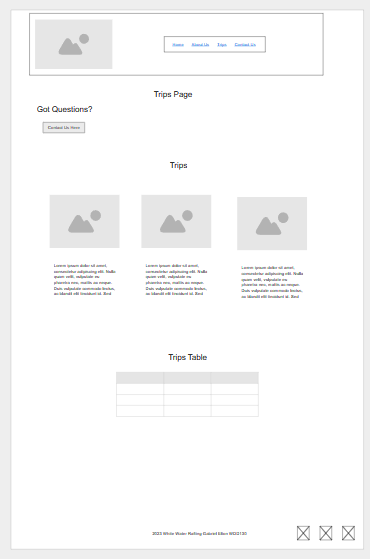 Home About Us Trips Contact Us
Trips Page
Got Questions?
Contact Us Here
Trips
Lorem ipsum dolor sit amet,
consectetur adipiscing elit. Nulla
quam velit, vulputate eu
pharetra nec, mattis ac neque.
Duis vulputate commodo lectus,
ac blandit elit tincidunt id. Sed
Lorem ipsum dolor sit amet,
consectetur adipiscing elit. Nulla
quam velit, vulputate eu
pharetra nec, mattis ac neque.
Duis vulputate commodo lectus,
ac blandit elit tincidunt id. Sed
Lorem ipsum dolor sit amet,
consectetur adipiscing elit. Nulla
quam velit, vulputate eu
pharetra nec, mattis ac neque.
Duis vulputate commodo lectus,
ac blandit elit tincidunt id. Sed
Trips Table
2023 White Water Rafting WDD130